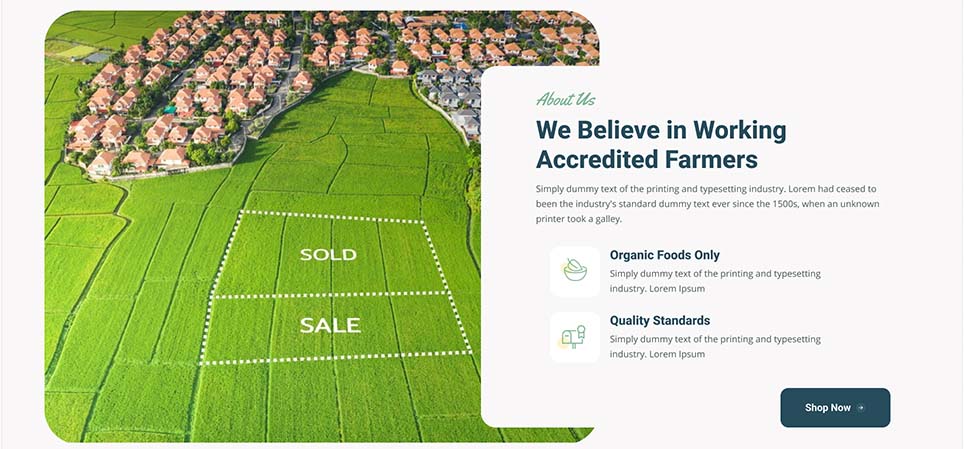 SOLD
SALE
About Us
We Believe in Working
Accredited Farmers
Simply dummy text of the printing and typesetting industry. Lorem had ceased to
been the industry's standard dummy text ever since the 1500s, when an unknown
printer took a galley.
Organic Foods Only
Simply dummy text of the printing and typesetting
industry. Lorem Ipsum
Quality Standards
Simply dummy text of the printing and typesetting
industry. Lorem Ipsum
Shop Now